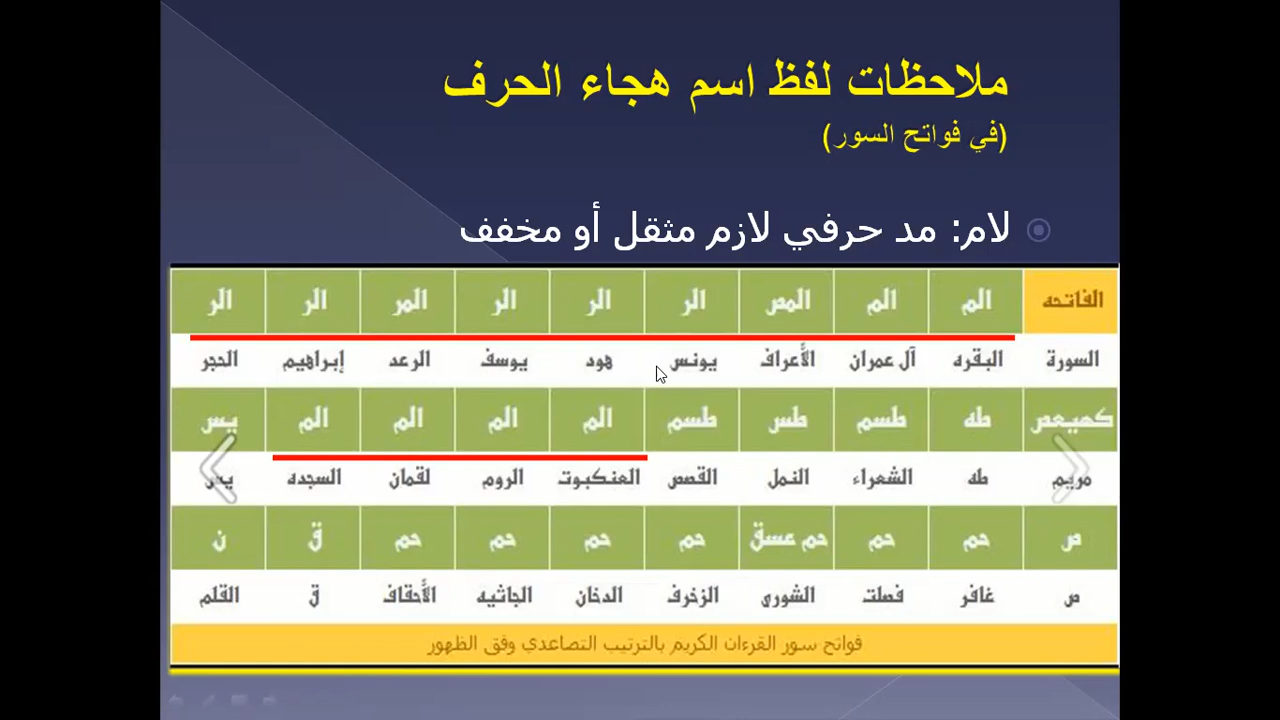 ملاحظات لفظ اسم هجاء الحرف
(في فواتح السور)
لام: مد حرفي لازم مثقل أو مخفف
الفاتحه الم الم المص الر الر الر المر الر الر
السورة البقره آل عمران الأعراف يونس هود يوسف الرعد إبراهيم الحجر
كهيعص طه طسم طس طسم الم الم الم الم يس
مريم طه الشعراء النمل القصص العنكبوت الروم لقمان السجده يس
ص حم حم حم عسق حم حم حم حم ق ن
ص غافر فصلت الشورى الزخرف الدخان الجاثيه الأحقاف ق القلم
فواتح سور القرءان الكريم بالترتيب التصاعدي وفق الظهور